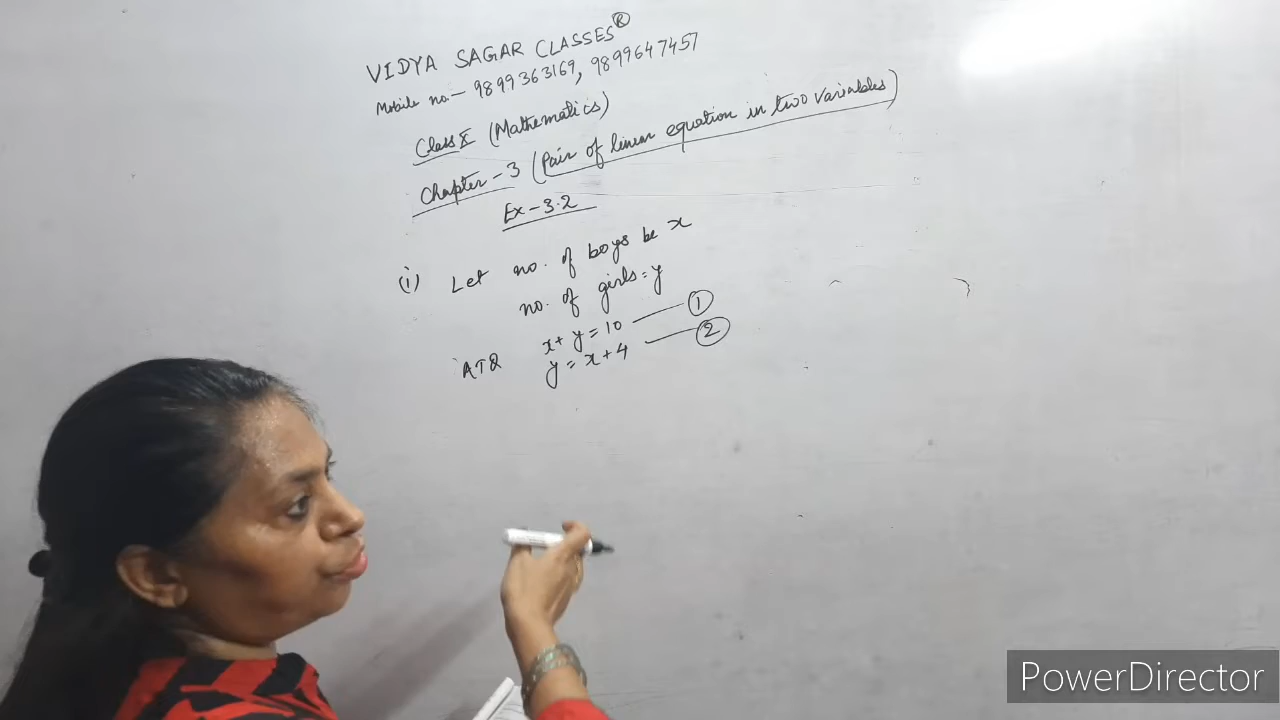 VIDYA SAGAR CLASSES®
Mobile no.- 9899363169, 9899647457
Class X (Mathematics)
Chapter - 3 (Pair of linear equation in two variables)
Ex - 3.2
(i) Let no. of boys be x
no. of girls = y
x + y = 10 — ①
ATQ y = x + 4 — ②
PowerDirector